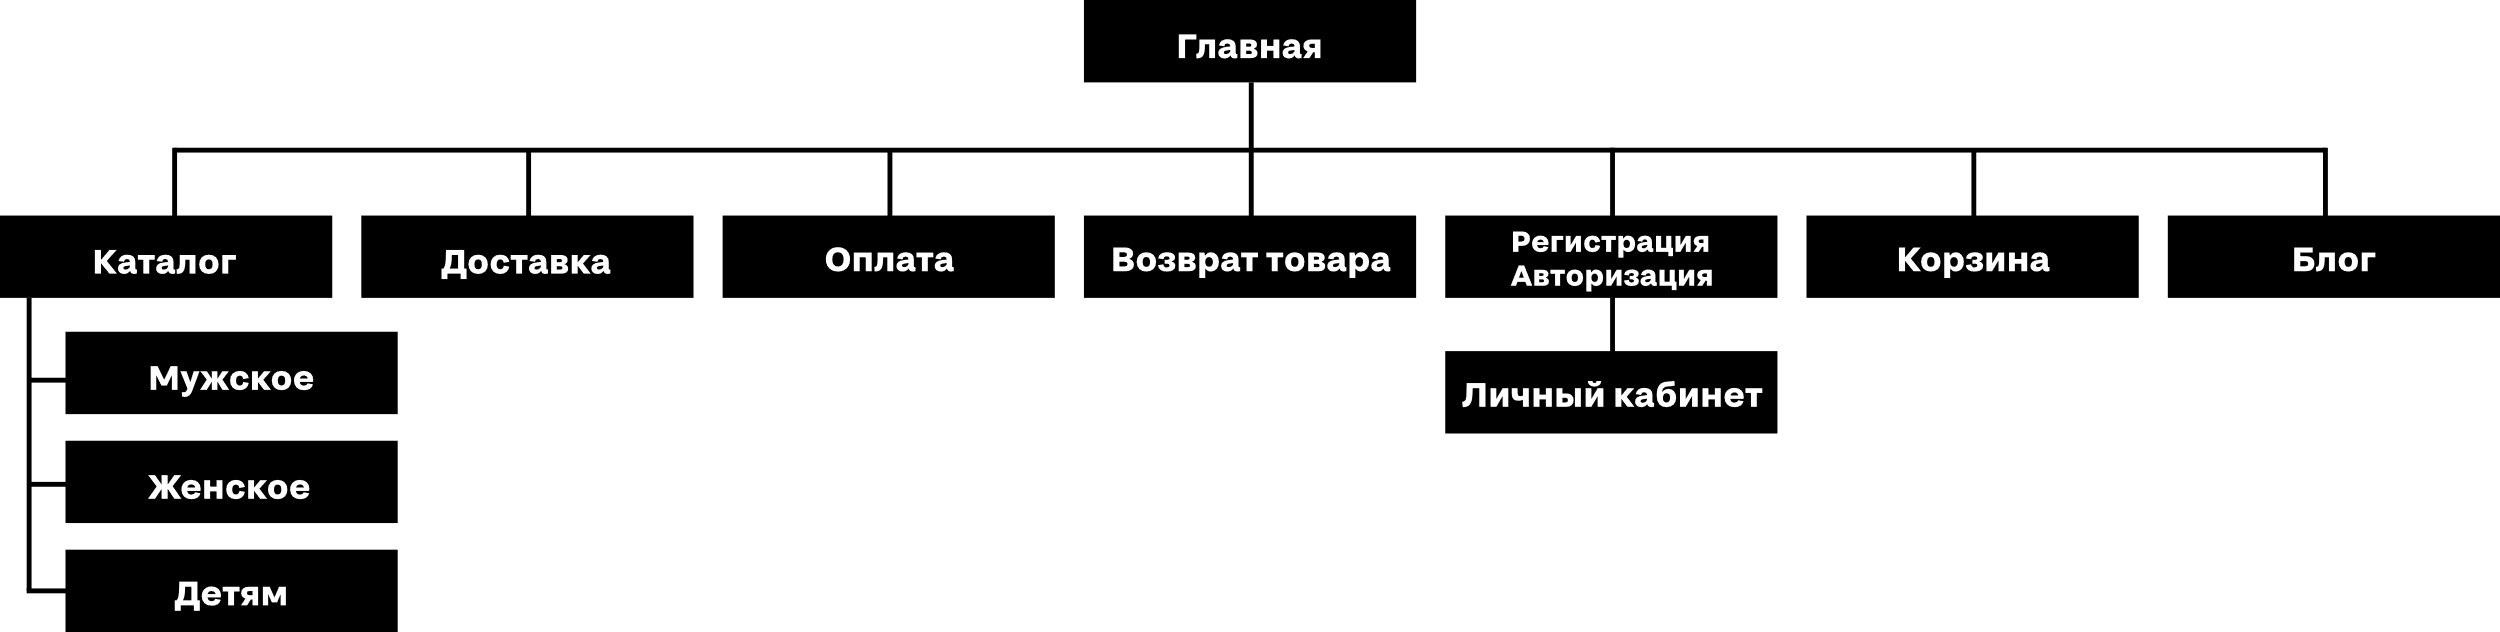 Главная
Каталог
Доставка
Оплата
Возврат товара
Регистрация
Авторизация
Корзина
Блог
Мужское
Женское
Детям
Личный кабинет